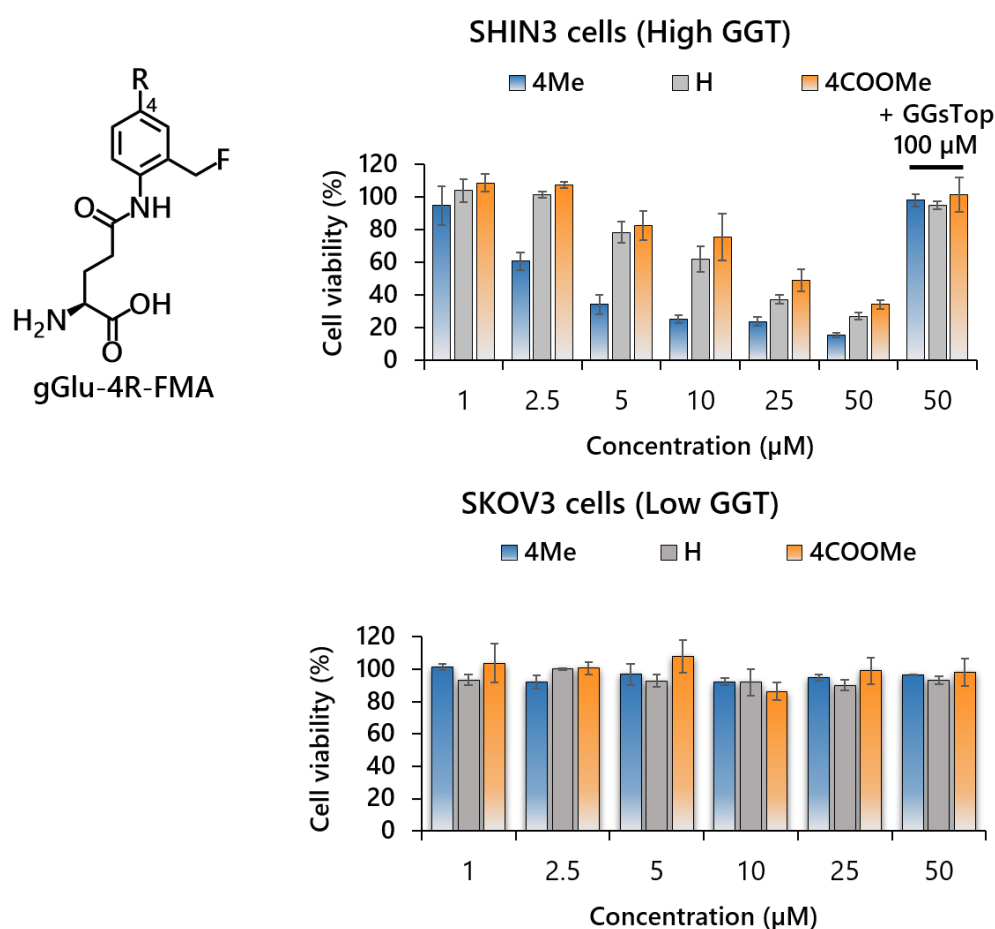 R
4
F
O
NH
H₂N
OH
O
gGlu-4R-FMA
SHIN3 cells (High GGT)
4Me H 4COOMe
+ GGsTop
100 μM
Cell viability (%)
120
100
80
60
40
20
0
1 2.5 5 10 25 50 50
Concentration (μM)
SKOV3 cells (Low GGT)
4Me H 4COOMe
Cell viability (%)
120
100
80
60
40
20
0
1 2.5 5 10 25 50
Concentration (μM)